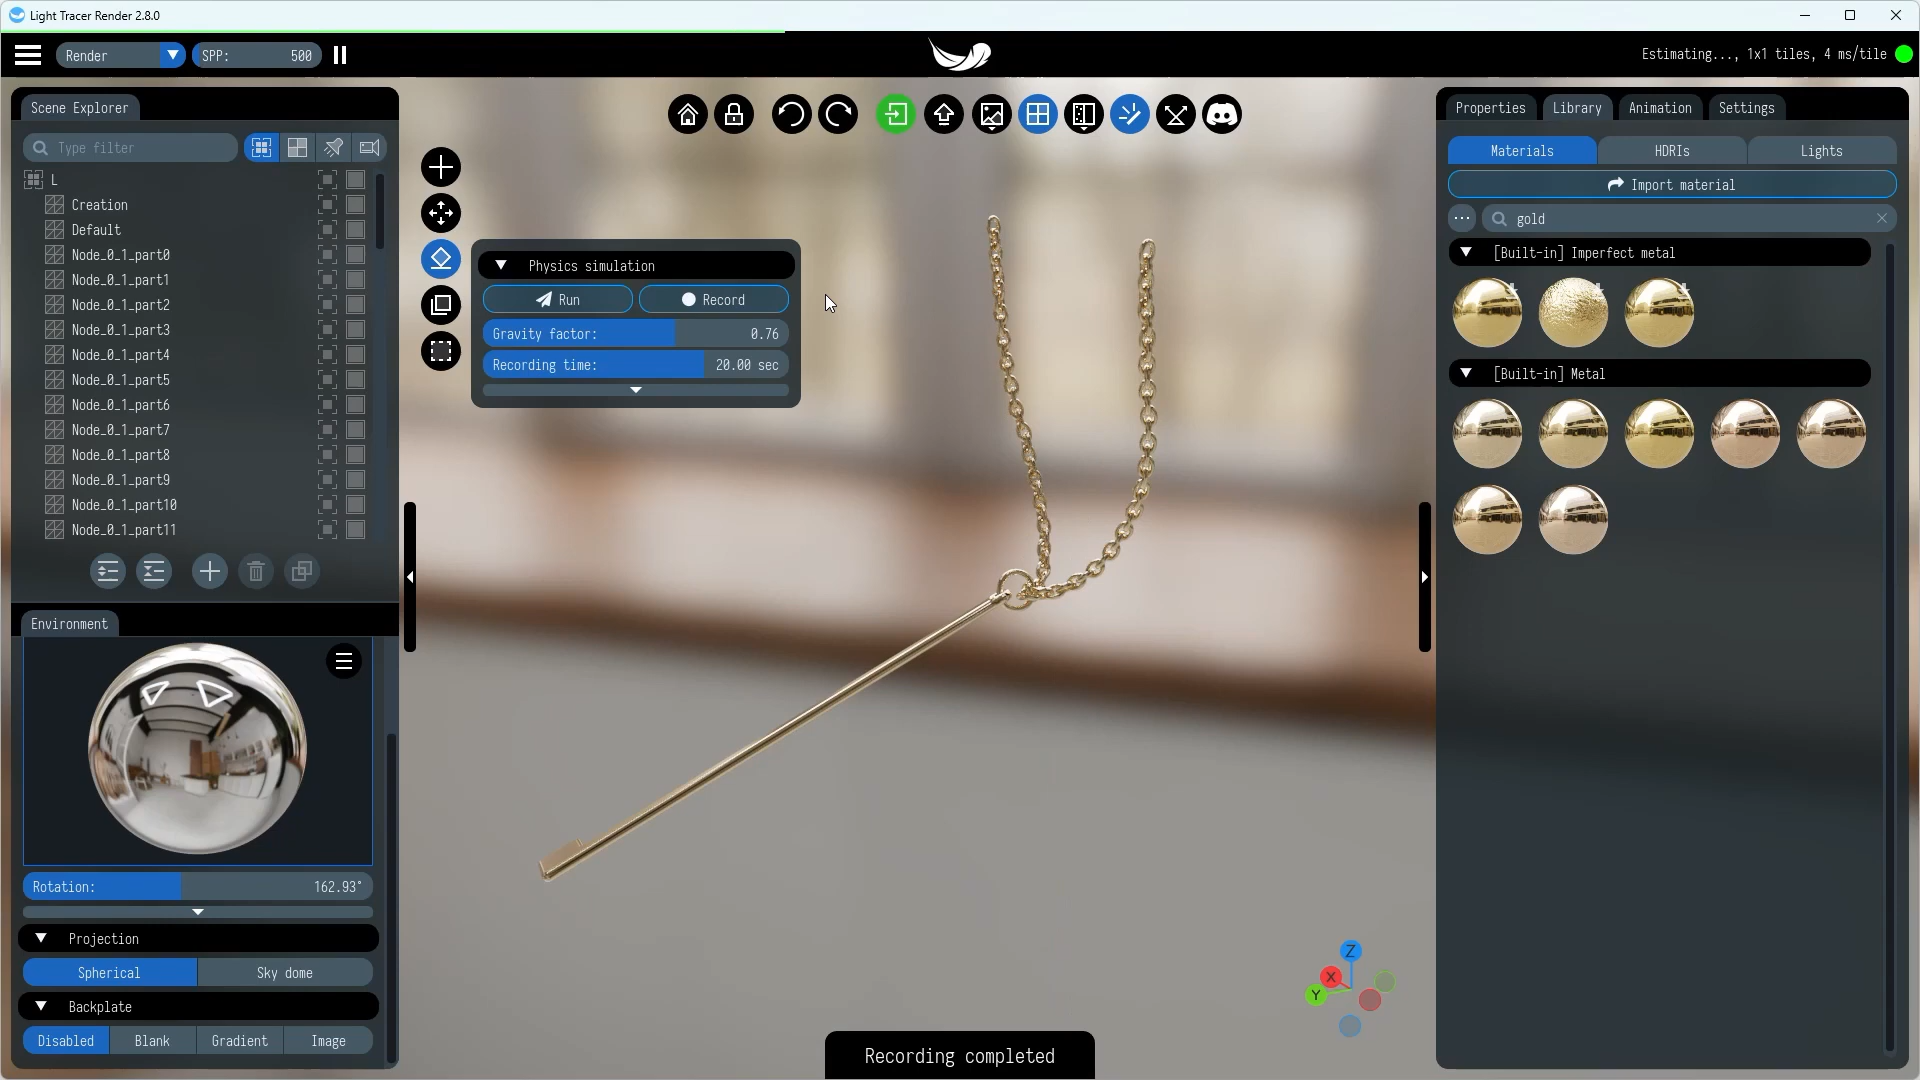 Light Tracer Render 2.8.0
Render
SPP: 500
Estimating..., 1x1 tiles, 4 ms/tile
Scene Explorer
Type filter
L
Creation
Default
Node_0_1_part0
Node_0_1_part1
Node_0_1_part2
Node_0_1_part3
Node_0_1_part4
Node_0_1_part5
Node_0_1_part6
Node_0_1_part7
Node_0_1_part8
Node_0_1_part9
Node_0_1_part10
Node_0_1_part11
Environment
Rotation: 162.93°
Projection
Spherical
Sky dome
Backplate
Disabled
Blank
Gradient
Image
Physics simulation
Run
Record
Gravity factor: 0.76
Recording time: 20.00 sec
Z
X
Y
Recording completed
Properties
Library
Animation
Settings
Materials
HDRIs
Lights
Import material
gold
[Built-in] Imperfect metal
[Built-in] Metal